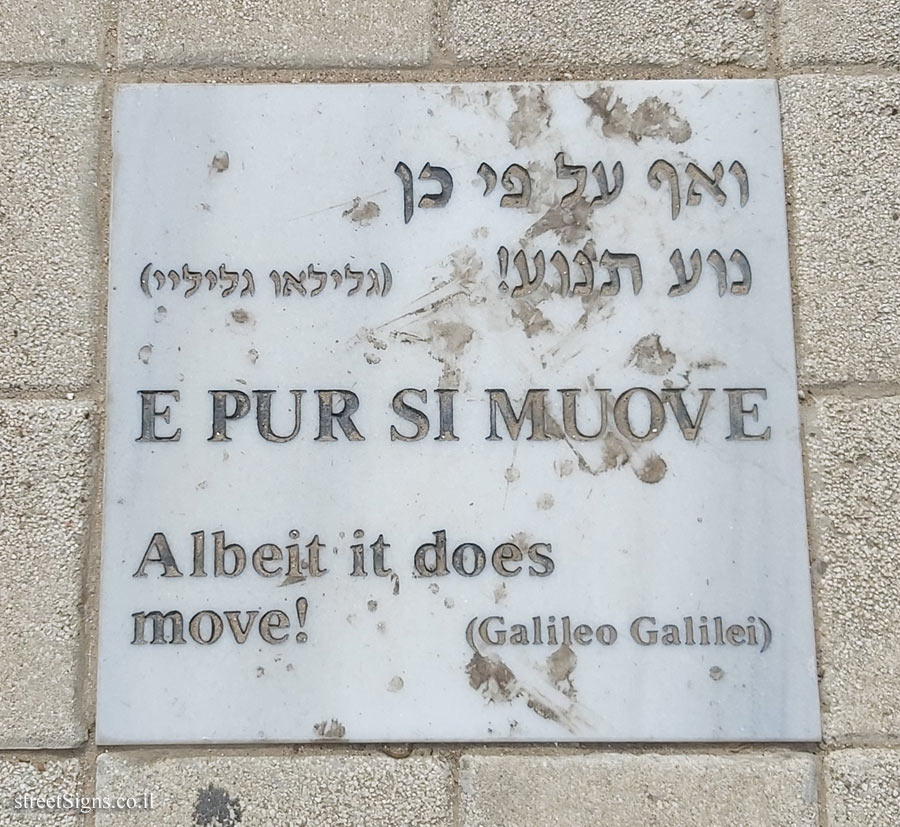 ואף על פי כן
נוע תנוע! (גלילאו גליליי)
E PUR SI MUOVE
Albeit it does
move! (Galileo Galilei)
streetSigns.co.il